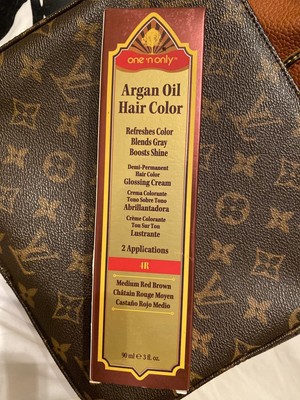 one 'n only™
Argan Oil
Hair Color
Refreshes Color
Blends Gray
Boosts Shine
Demi-Permanent
Hair Color
Glossing Cream
Crema Colorante
Tono Sobre Tono
Abrillantadora
Crème Colorante
Ton Sur Ton
Lustrante
2 Applications
4R
Medium Red Brown
Châtain Rouge Moyen
Castaño Rojo Medio
90 ml ℮ 3 fl. oz.